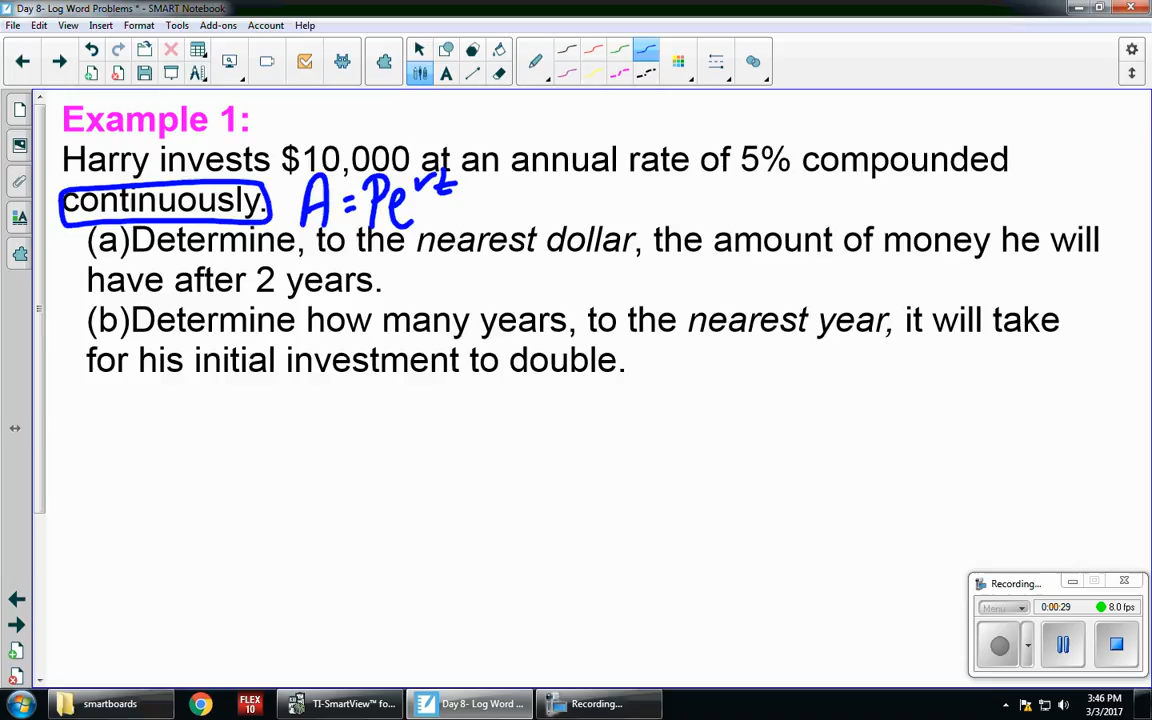 Day 8- Log Word Problems * - SMART Notebook
File Edit View Insert Format Tools Add-ons Account Help
Example 1:
Harry invests $10,000 at an annual rate of 5% compounded
continuously. A = Pe^rt
(a)Determine, to the nearest dollar, the amount of money he will
have after 2 years.
(b)Determine how many years, to the nearest year, it will take
for his initial investment to double.
Recording...
Menu 0:00:29 8.0 fps
smartboards FLEX 10 TI-SmartView™ fo... Day 8- Log Word ... Recording... 3:46 PM
3/3/2017